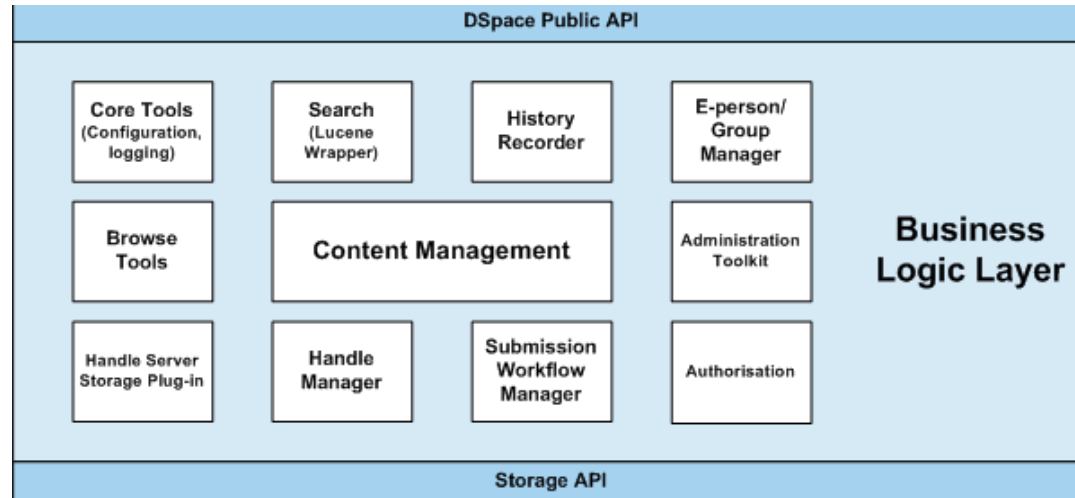 DSpace Public API
Core Tools
(Configuration,
logging)
Search
(Lucene
Wrapper)
History
Recorder
E-person/
Group
Manager
Browse
Tools
Content Management
Administration
Toolkit
Business
Logic Layer
Handle Server
Storage Plug-in
Handle
Manager
Submission
Workflow
Manager
Authorisation
Storage API